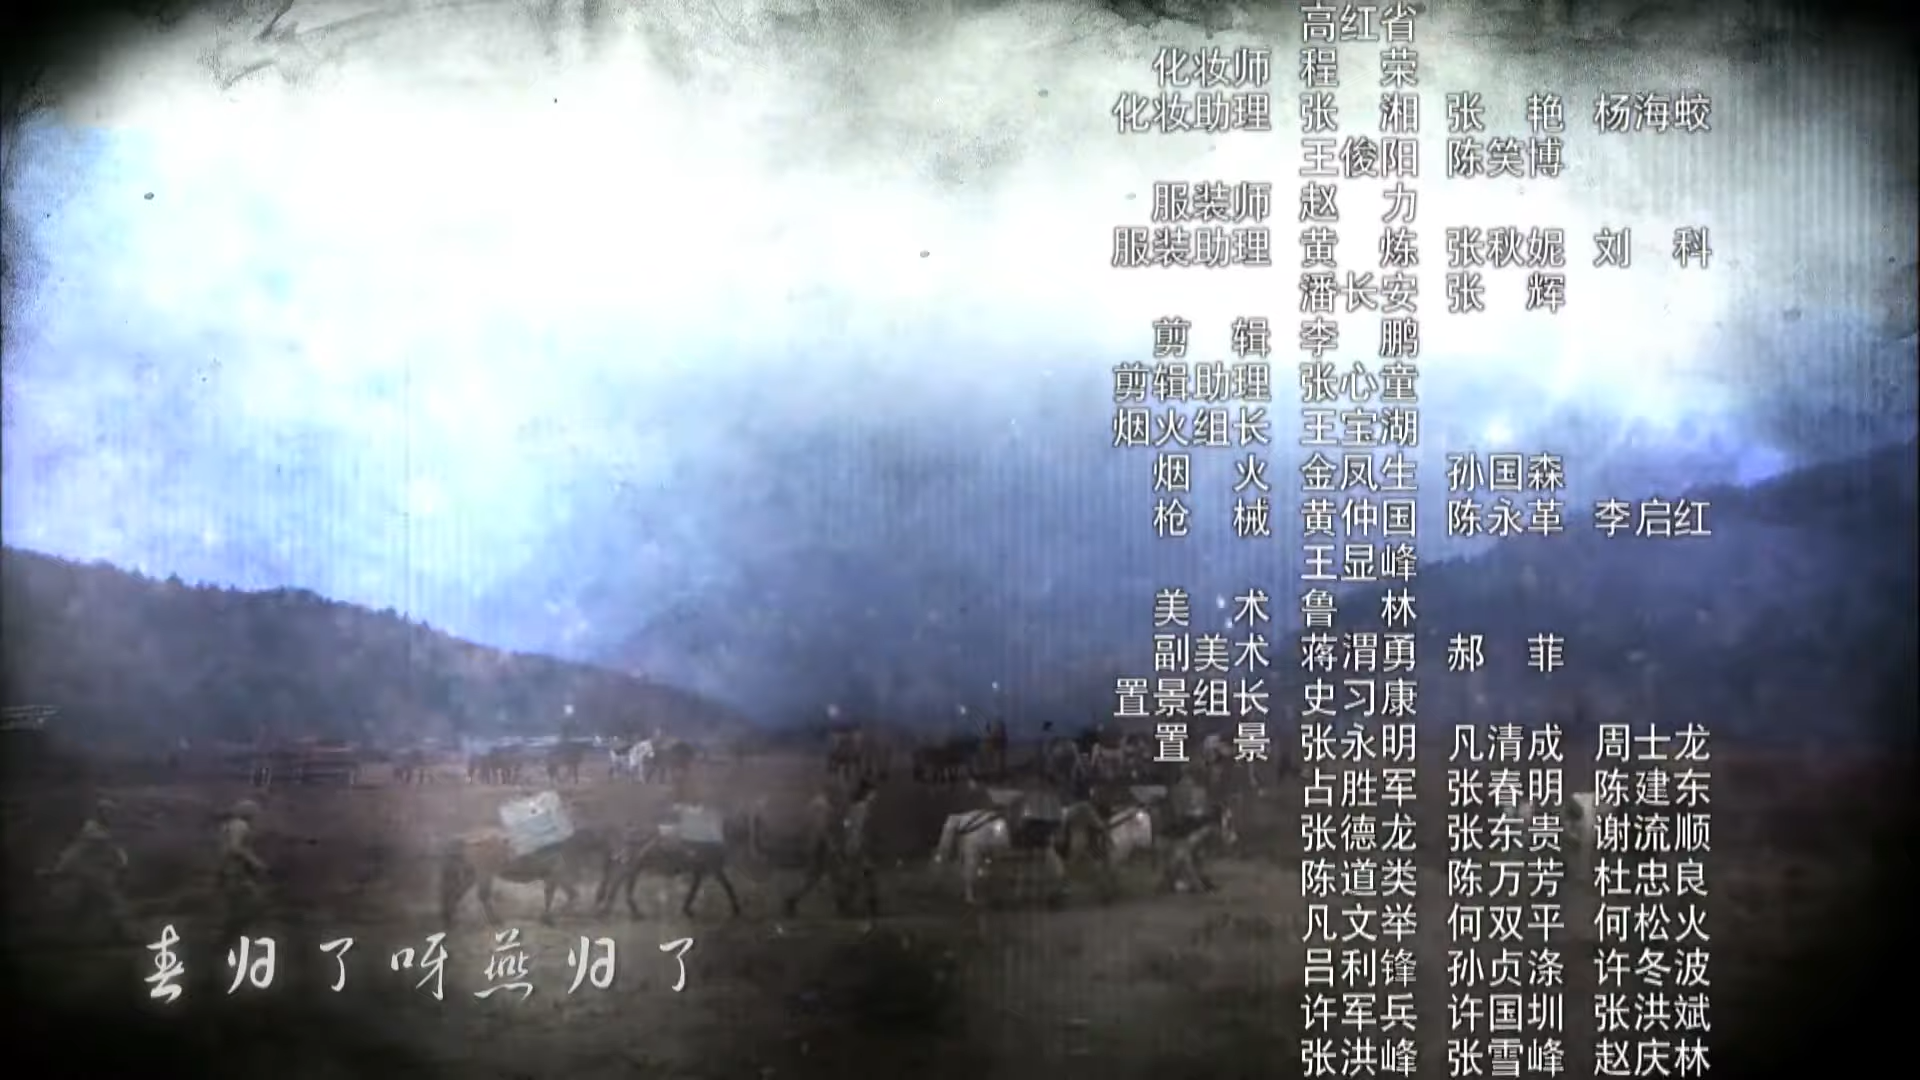 高红省
化妆师 程 荣
化妆助理 张 湘 张 艳 杨海蛟
王俊阳 陈笑博
服装师 赵 力
服装助理 黄 炼 张秋妮 刘 科
潘长安 张 辉
剪 辑 李 鹏
剪辑助理 张心童
烟火组长 王宝湖
烟 火 金凤生 孙国森
枪 械 黄仲国 陈永革 李启红
王显峰
美 术 鲁 林
副美术 蒋渭勇 郝 菲
置景组长 史习康
置 景 张永明 凡清成 周士龙
占胜军 张春明 陈建东
张德龙 张东贵 谢流顺
陈道类 陈万芳 杜忠良
凡文举 何双平 何松火
吕利锋 孙贞涤 许冬波
许军兵 许国圳 张洪斌
张洪峰 张雪峰 赵庆林
春归了呀燕归了